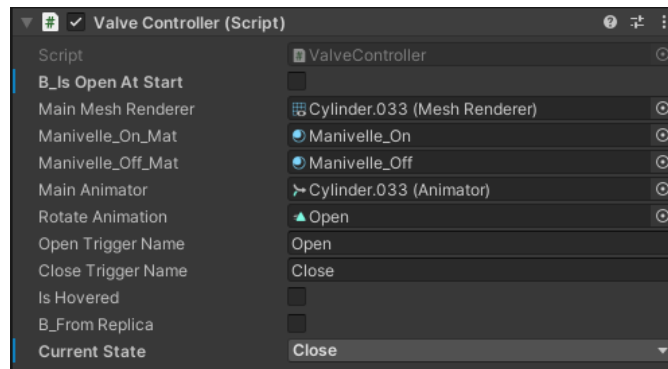 Valve Controller (Script)
Script ValveController
B_Is Open At Start
Main Mesh Renderer Cylinder.033 (Mesh Renderer)
Manivelle_On_Mat Manivelle_On
Manivelle_Off_Mat Manivelle_Off
Main Animator Cylinder.033 (Animator)
Rotate Animation Open
Open Trigger Name Open
Close Trigger Name Close
Is Hovered
B_From Replica
Current State Close